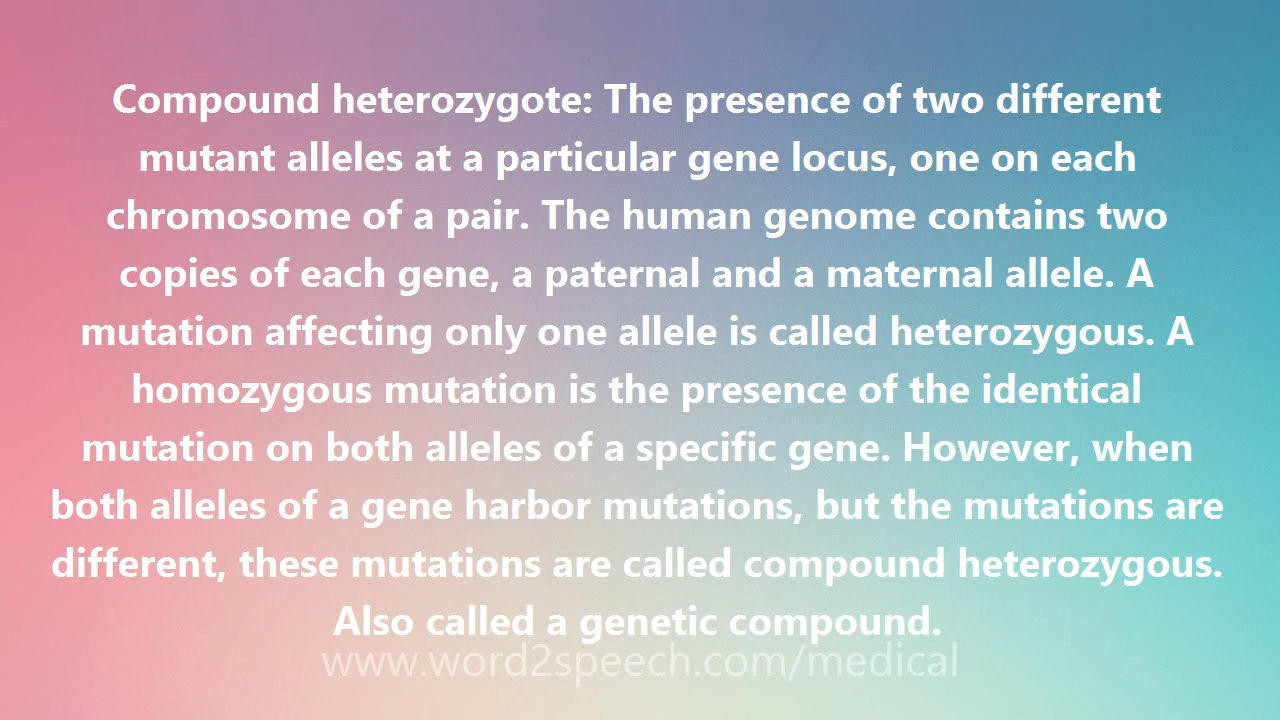 Compound heterozygote: The presence of two different
mutant alleles at a particular gene locus, one on each
chromosome of a pair. The human genome contains two
copies of each gene, a paternal and a maternal allele. A
mutation affecting only one allele is called heterozygous. A
homozygous mutation is the presence of the identical
mutation on both alleles of a specific gene. However, when
both alleles of a gene harbor mutations, but the mutations are
different, these mutations are called compound heterozygous.
Also called a genetic compound.
www.word2speech.com/medical